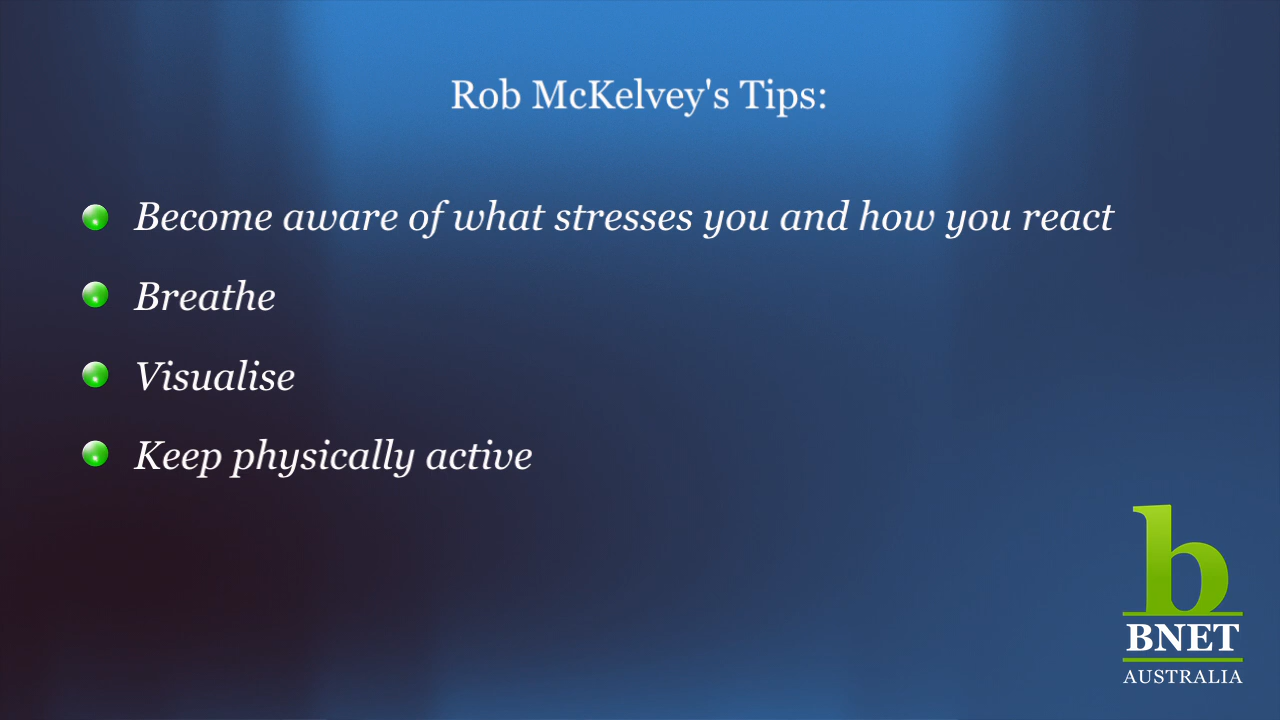 Rob McKelvey's Tips:
Become aware of what stresses you and how you react
Breathe
Visualise
Keep physically active
b
BNET
AUSTRALIA